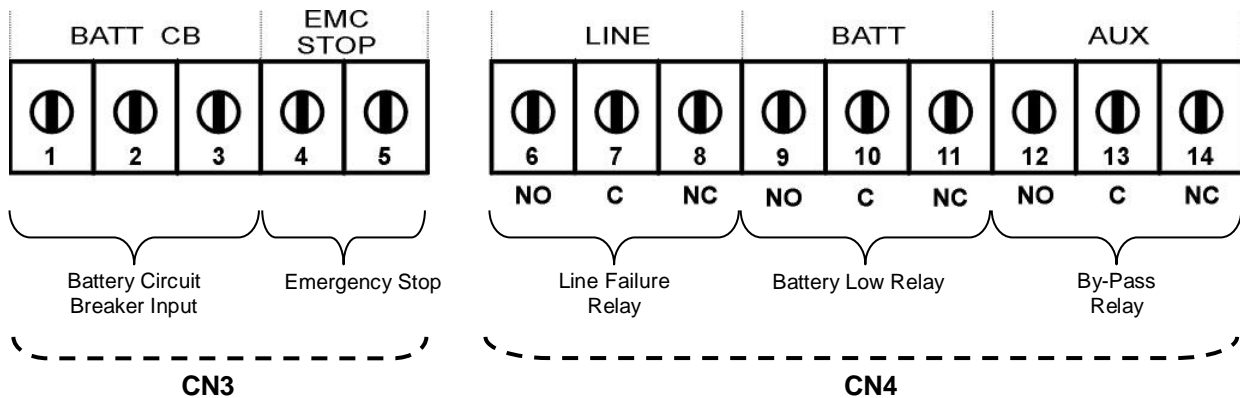 BATT CB
EMC
STOP
LINE
BATT
AUX
1 2 3 4 5
6 7 8 9 10 11 12 13 14
NO C NC NO C NC NO C NC
Battery Circuit
Breaker Input
Emergency Stop
Line Failure
Relay
Battery Low Relay
By-Pass
Relay
CN3
CN4